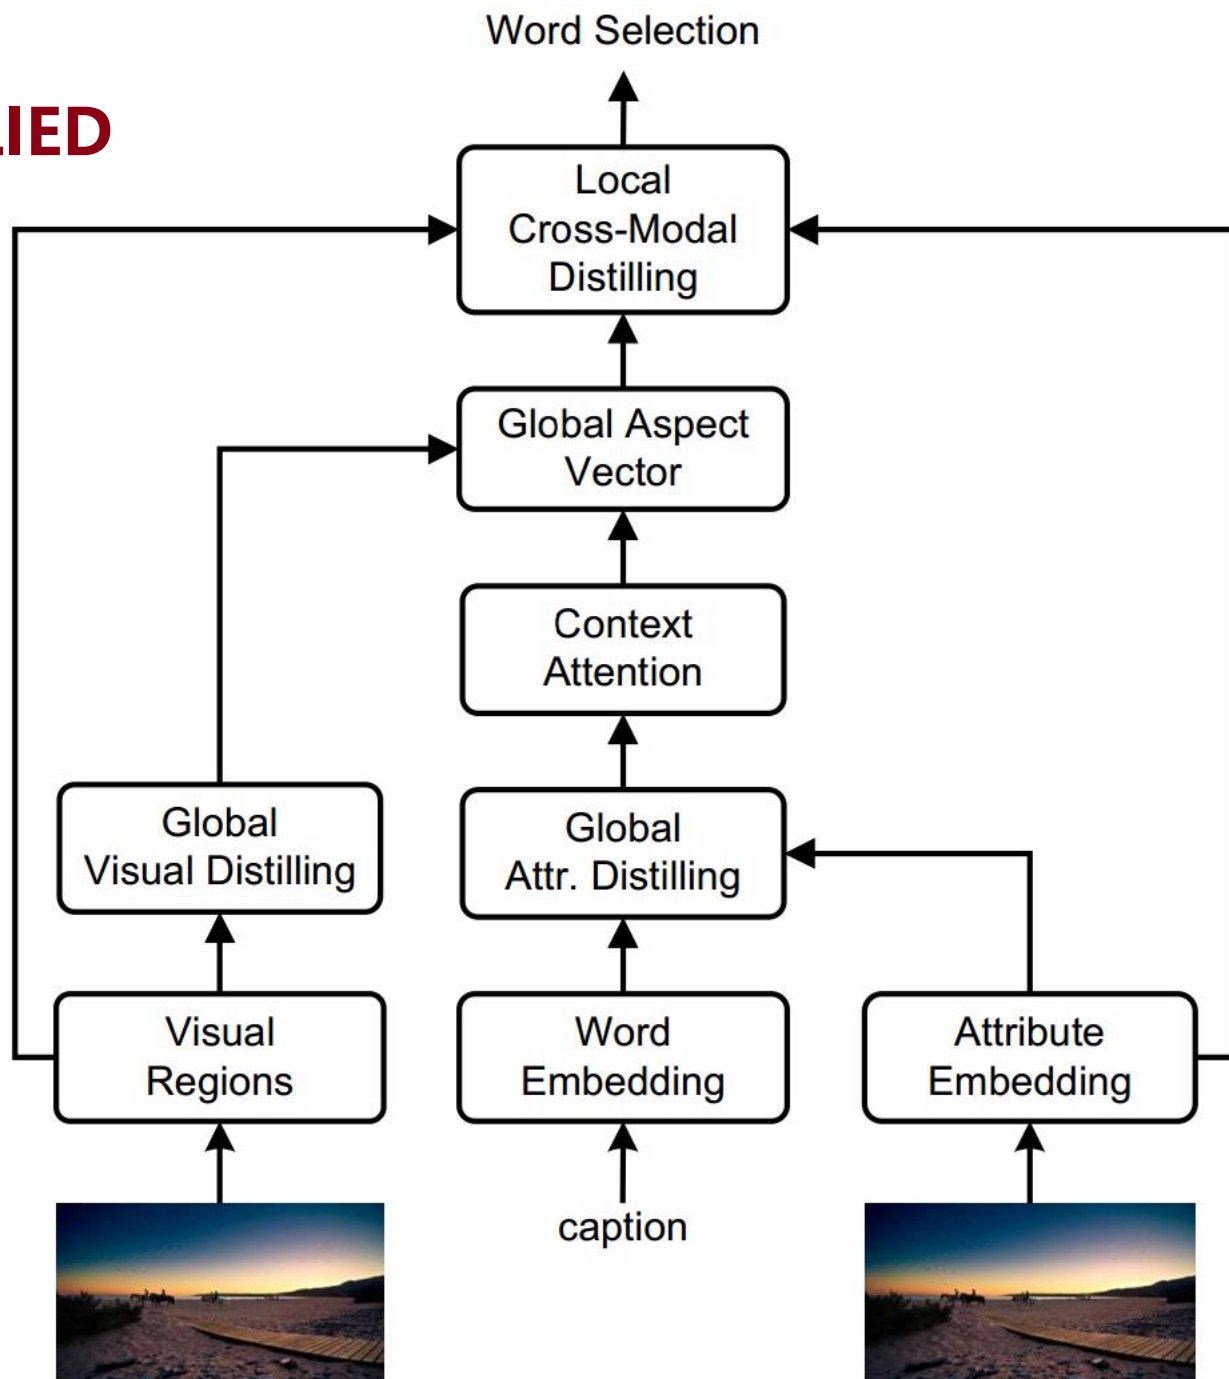 Word Selection
LIED
Local
Cross-Modal
Distilling
Global Aspect
Vector
Context
Attention
Global
Visual Distilling
Global
Attr. Distilling
Visual
Regions
Word
Embedding
Attribute
Embedding
caption